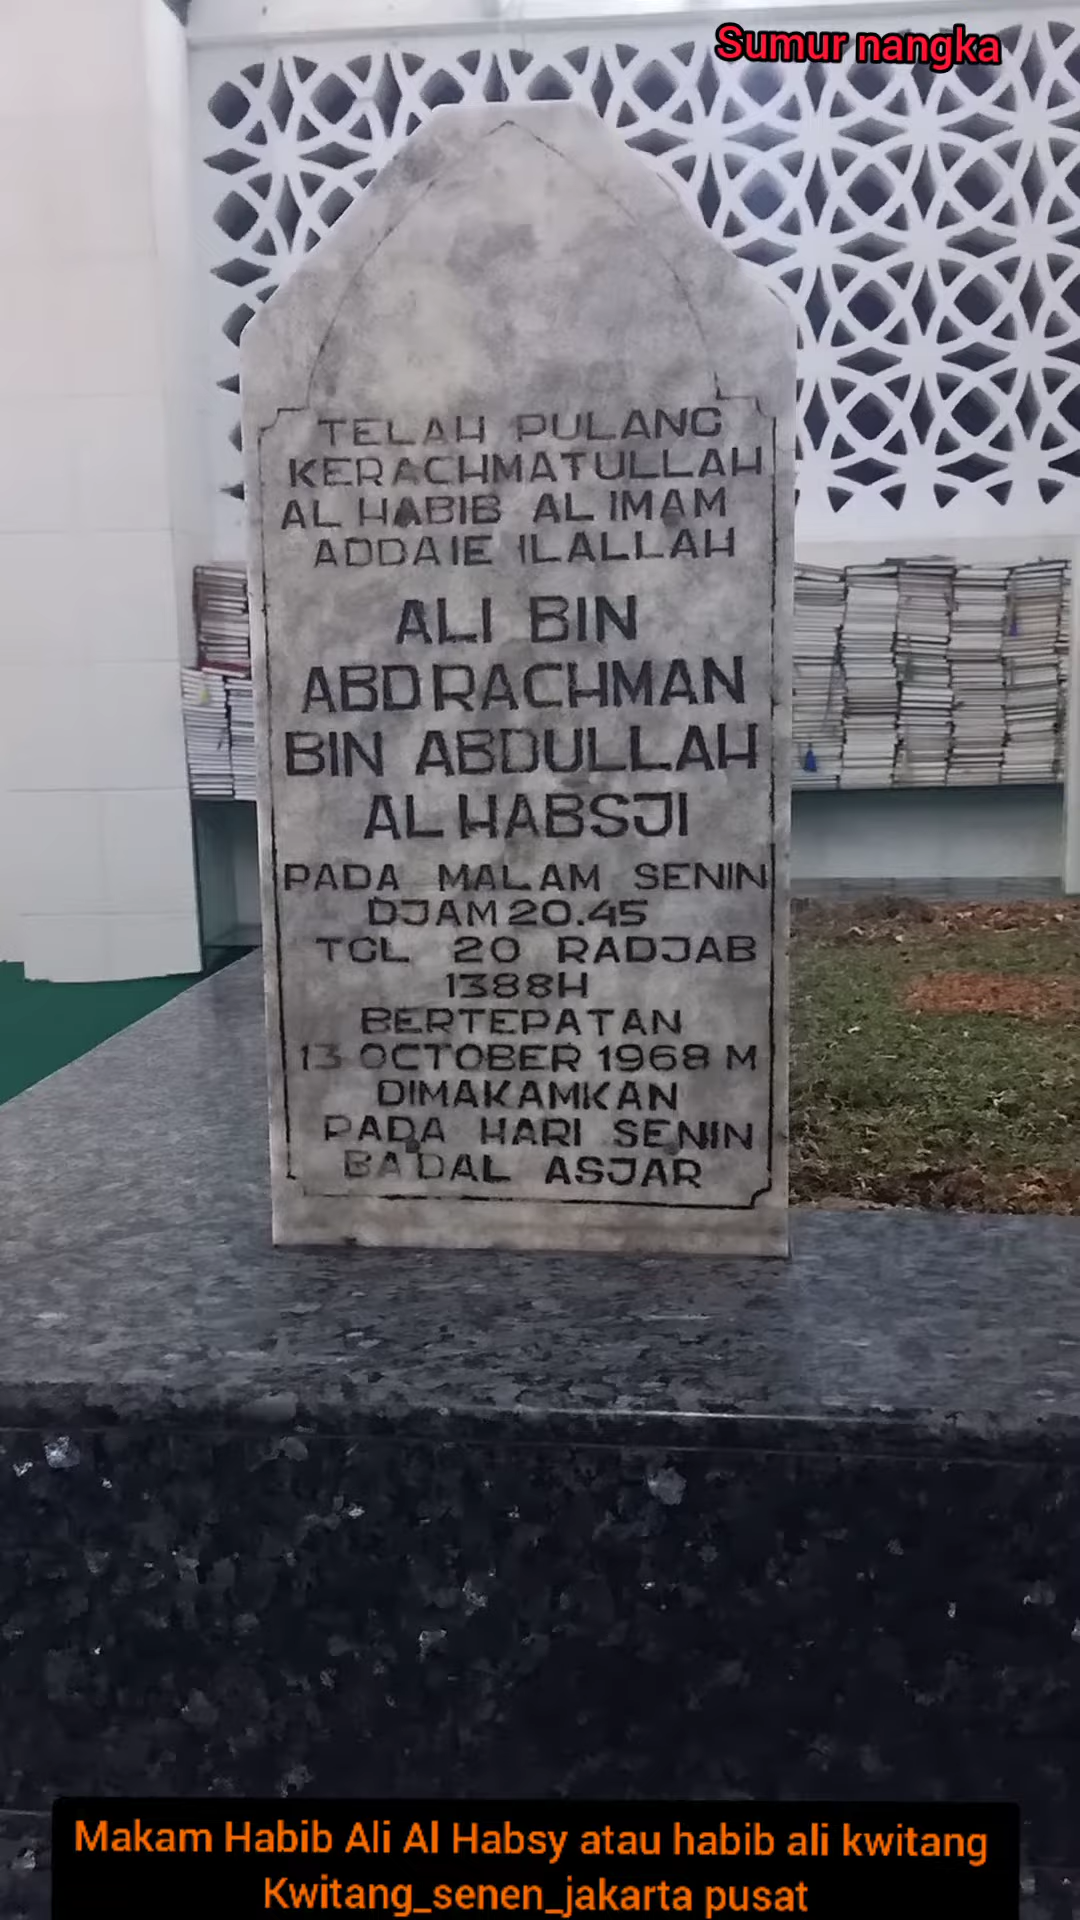 Sumur nangka
TELAH PULANG
KERACHMATULLAH
AL HABIB AL IMAM
ADDAIE ILALLAH
ALI BIN
ABDRACHMAN
BIN ABDULLAH
AL HABSJI
PADA MALAM SENIN
DJAM 20.45
TGL 20 RADJAB
1388H
BERTEPATAN
13 OCTOBER 1968 M
DIMAKAMKAN
PADA HARI SENIN
BA'DAL ASJAR
Makam Habib Ali Al Habsy atau habib ali kwitang
Kwitang_senen_jakarta pusat